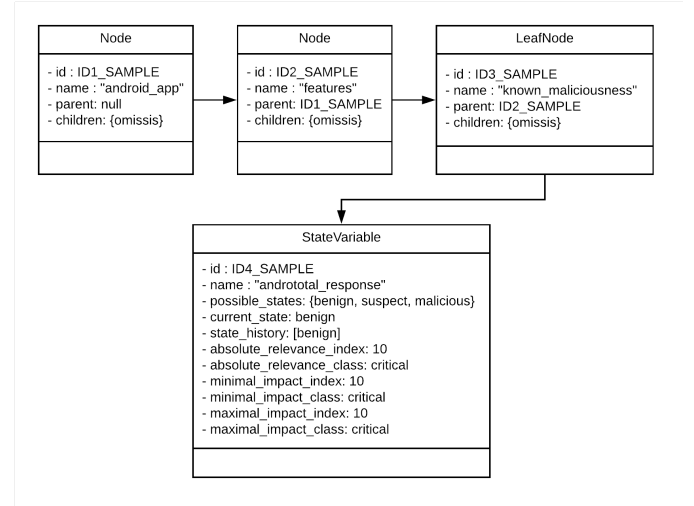 Node
- id : ID1_SAMPLE
- name : "android_app"
- parent: null
- children: {omissis}
Node
- id : ID2_SAMPLE
- name : "features"
- parent: ID1_SAMPLE
- children: {omissis}
LeafNode
- id : ID3_SAMPLE
- name : "known_maliciousness"
- parent: ID2_SAMPLE
- children: {omissis}
StateVariable
- id : ID4_SAMPLE
- name : "andrototal_response"
- possible_states: {benign, suspect, malicious}
- current_state: benign
- state_history: [benign]
- absolute_relevance_index: 10
- absolute_relevance_class: critical
- minimal_impact_index: 10
- minimal_impact_class: critical
- maximal_impact_index: 10
- maximal_impact_class: critical